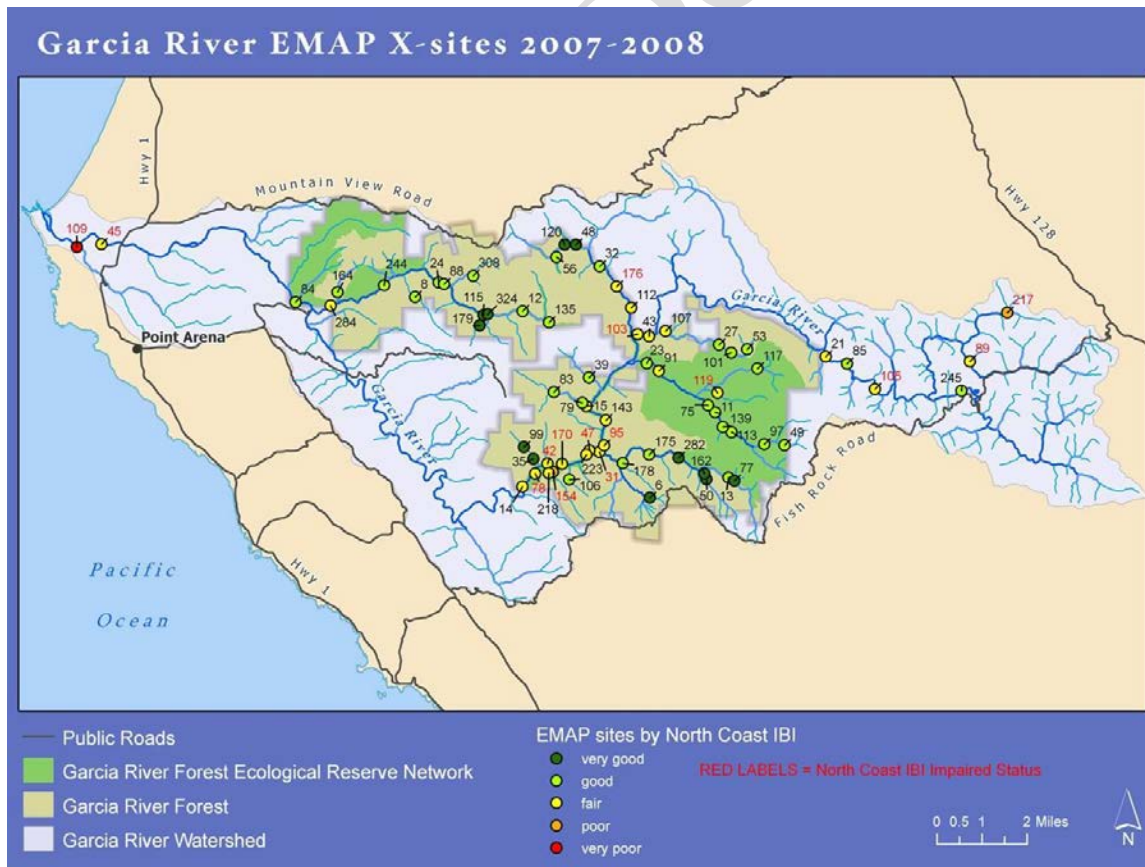 Garcia River EMAP X-sites 2007-2008
Hwy 1
Mountain View Road
Hwy 128
109
45
120
48
32
56
176
308
24
88
244
164
8
84
115
324
12
135
112
Garcia River
217
284
179
103
43
107
Point Arena
27
53
21
85
89
23
91
101
117
39
83
119
105
245
79
15
143
75
11
139
113
97
49
99
170
47
95
175
282
42
35
162
77
223
31
178
Garcia River
78
154
106
6
50
13
14
218
Fish Rock Road
Pacific
Ocean
Hwy 1
Public Roads
Garcia River Forest Ecological Reserve Network
Garcia River Forest
Garcia River Watershed
EMAP sites by North Coast IBI
very good
good
fair
poor
very poor
RED LABELS = North Coast IBI Impaired Status
0 0.5 1 2 Miles
N